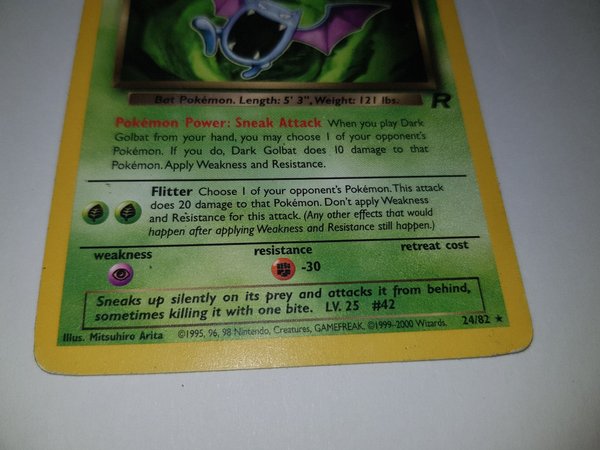 Bat Pokémon. Length: 5' 3", Weight: 121 lbs.
R
Pokémon Power: Sneak Attack When you play Dark
Golbat from your hand, you may choose 1 of your opponent's
Pokémon. If you do, Dark Golbat does 10 damage to that
Pokémon. Apply Weakness and Resistance.
Flitter Choose 1 of your opponent's Pokémon. This attack
does 20 damage to that Pokémon. Don't apply Weakness
and Resistance for this attack. (Any other effects that would
happen after applying Weakness and Resistance still happen.)
weakness resistance retreat cost
-30
Sneaks up silently on its prey and attacks it from behind,
sometimes killing it with one bite. LV. 25 #42
Illus. Mitsuhiro Arita ©1995, 96, 98 Nintendo, Creatures, GAMEFREAK. ©1999-2000 Wizards. 24/82 ★